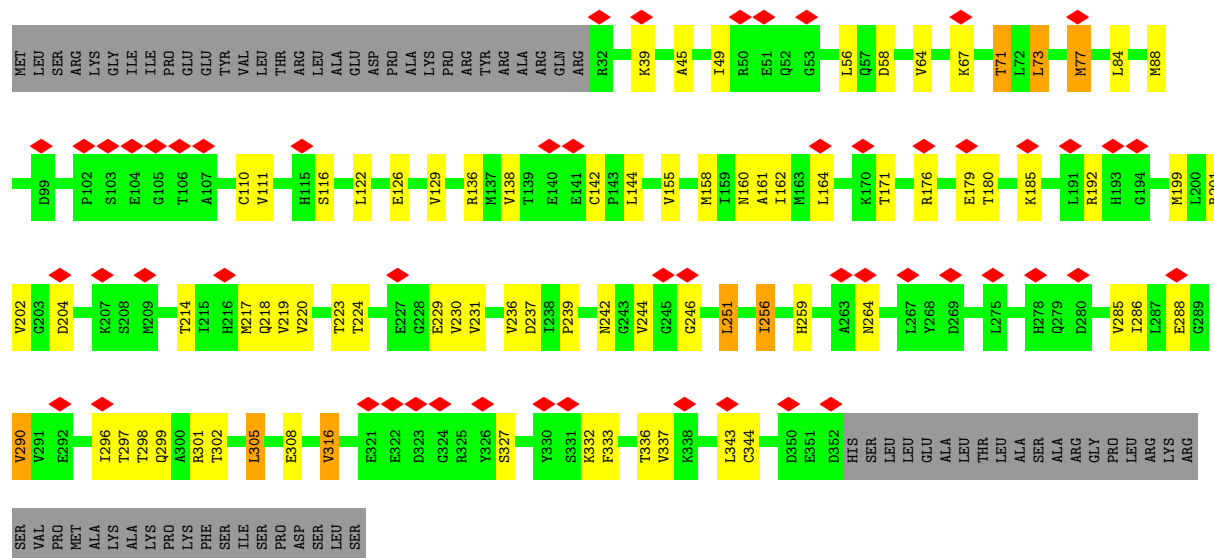 MET LEU SER ARG LYS GLY ILE ILE PRO GLU GLU TYR VAL LEU THR ARG LEU ALA GLU ASP PRO ALA LYS PRO ARG TYR ARG ALA ARG GLN ARG R32 K39 A45 I49 R50 E51 Q52 G53 L56 Q57 D58 V64 K67 T71 L72 L73 M77 L84 M88
D99 P102 S103 E104 G105 T106 A107 C110 V111 H115 S116 L122 E126 V129 R136 M137 V138 T139 E140 E141 C142 P143 L144 V155 M158 I159 N160 A161 I162 M163 L164 K170 T171 R176 E179 T180 K185 L191 R192 H193 G194 M199 L200 R201
V202 G203 D204 K207 S208 M209 T214 I215 H216 M217 Q218 V219 V220 T223 T224 E227 G228 E229 V230 V231 V236 D237 I238 P239 N242 G243 V244 G245 G246 L251 I256 H259 A263 N264 L267 Y268 D269 L275 H278 Q279 D280 V285 I286 L287 E288 G289
V290 V291 E292 I296 T297 T298 Q299 A300 R301 T302 L305 E308 V316 E321 E322 D323 G324 R325 Y326 S327 Y330 S331 K332 F333 T336 V337 K338 L343 C344 D350 E351 D352 HIS SER LEU LEU GLU ALA LEU THR LEU ALA SER ALA ARG GLY PRO LEU ARG LYS ARG
SER VAL PRO MET ALA LYS ALA LYS PRO LYS PHE SER ILE SER PRO ASP SER LEU SER